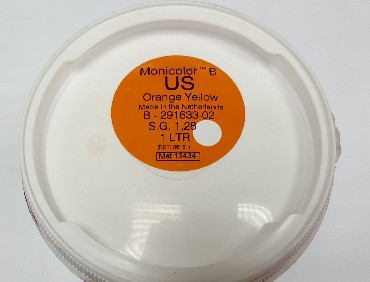 Monicolor™ B
US
Orange Yellow
Made in the Netherlands
B - 291633-02
S.G. 1,28
1 LTR
Mat 13434